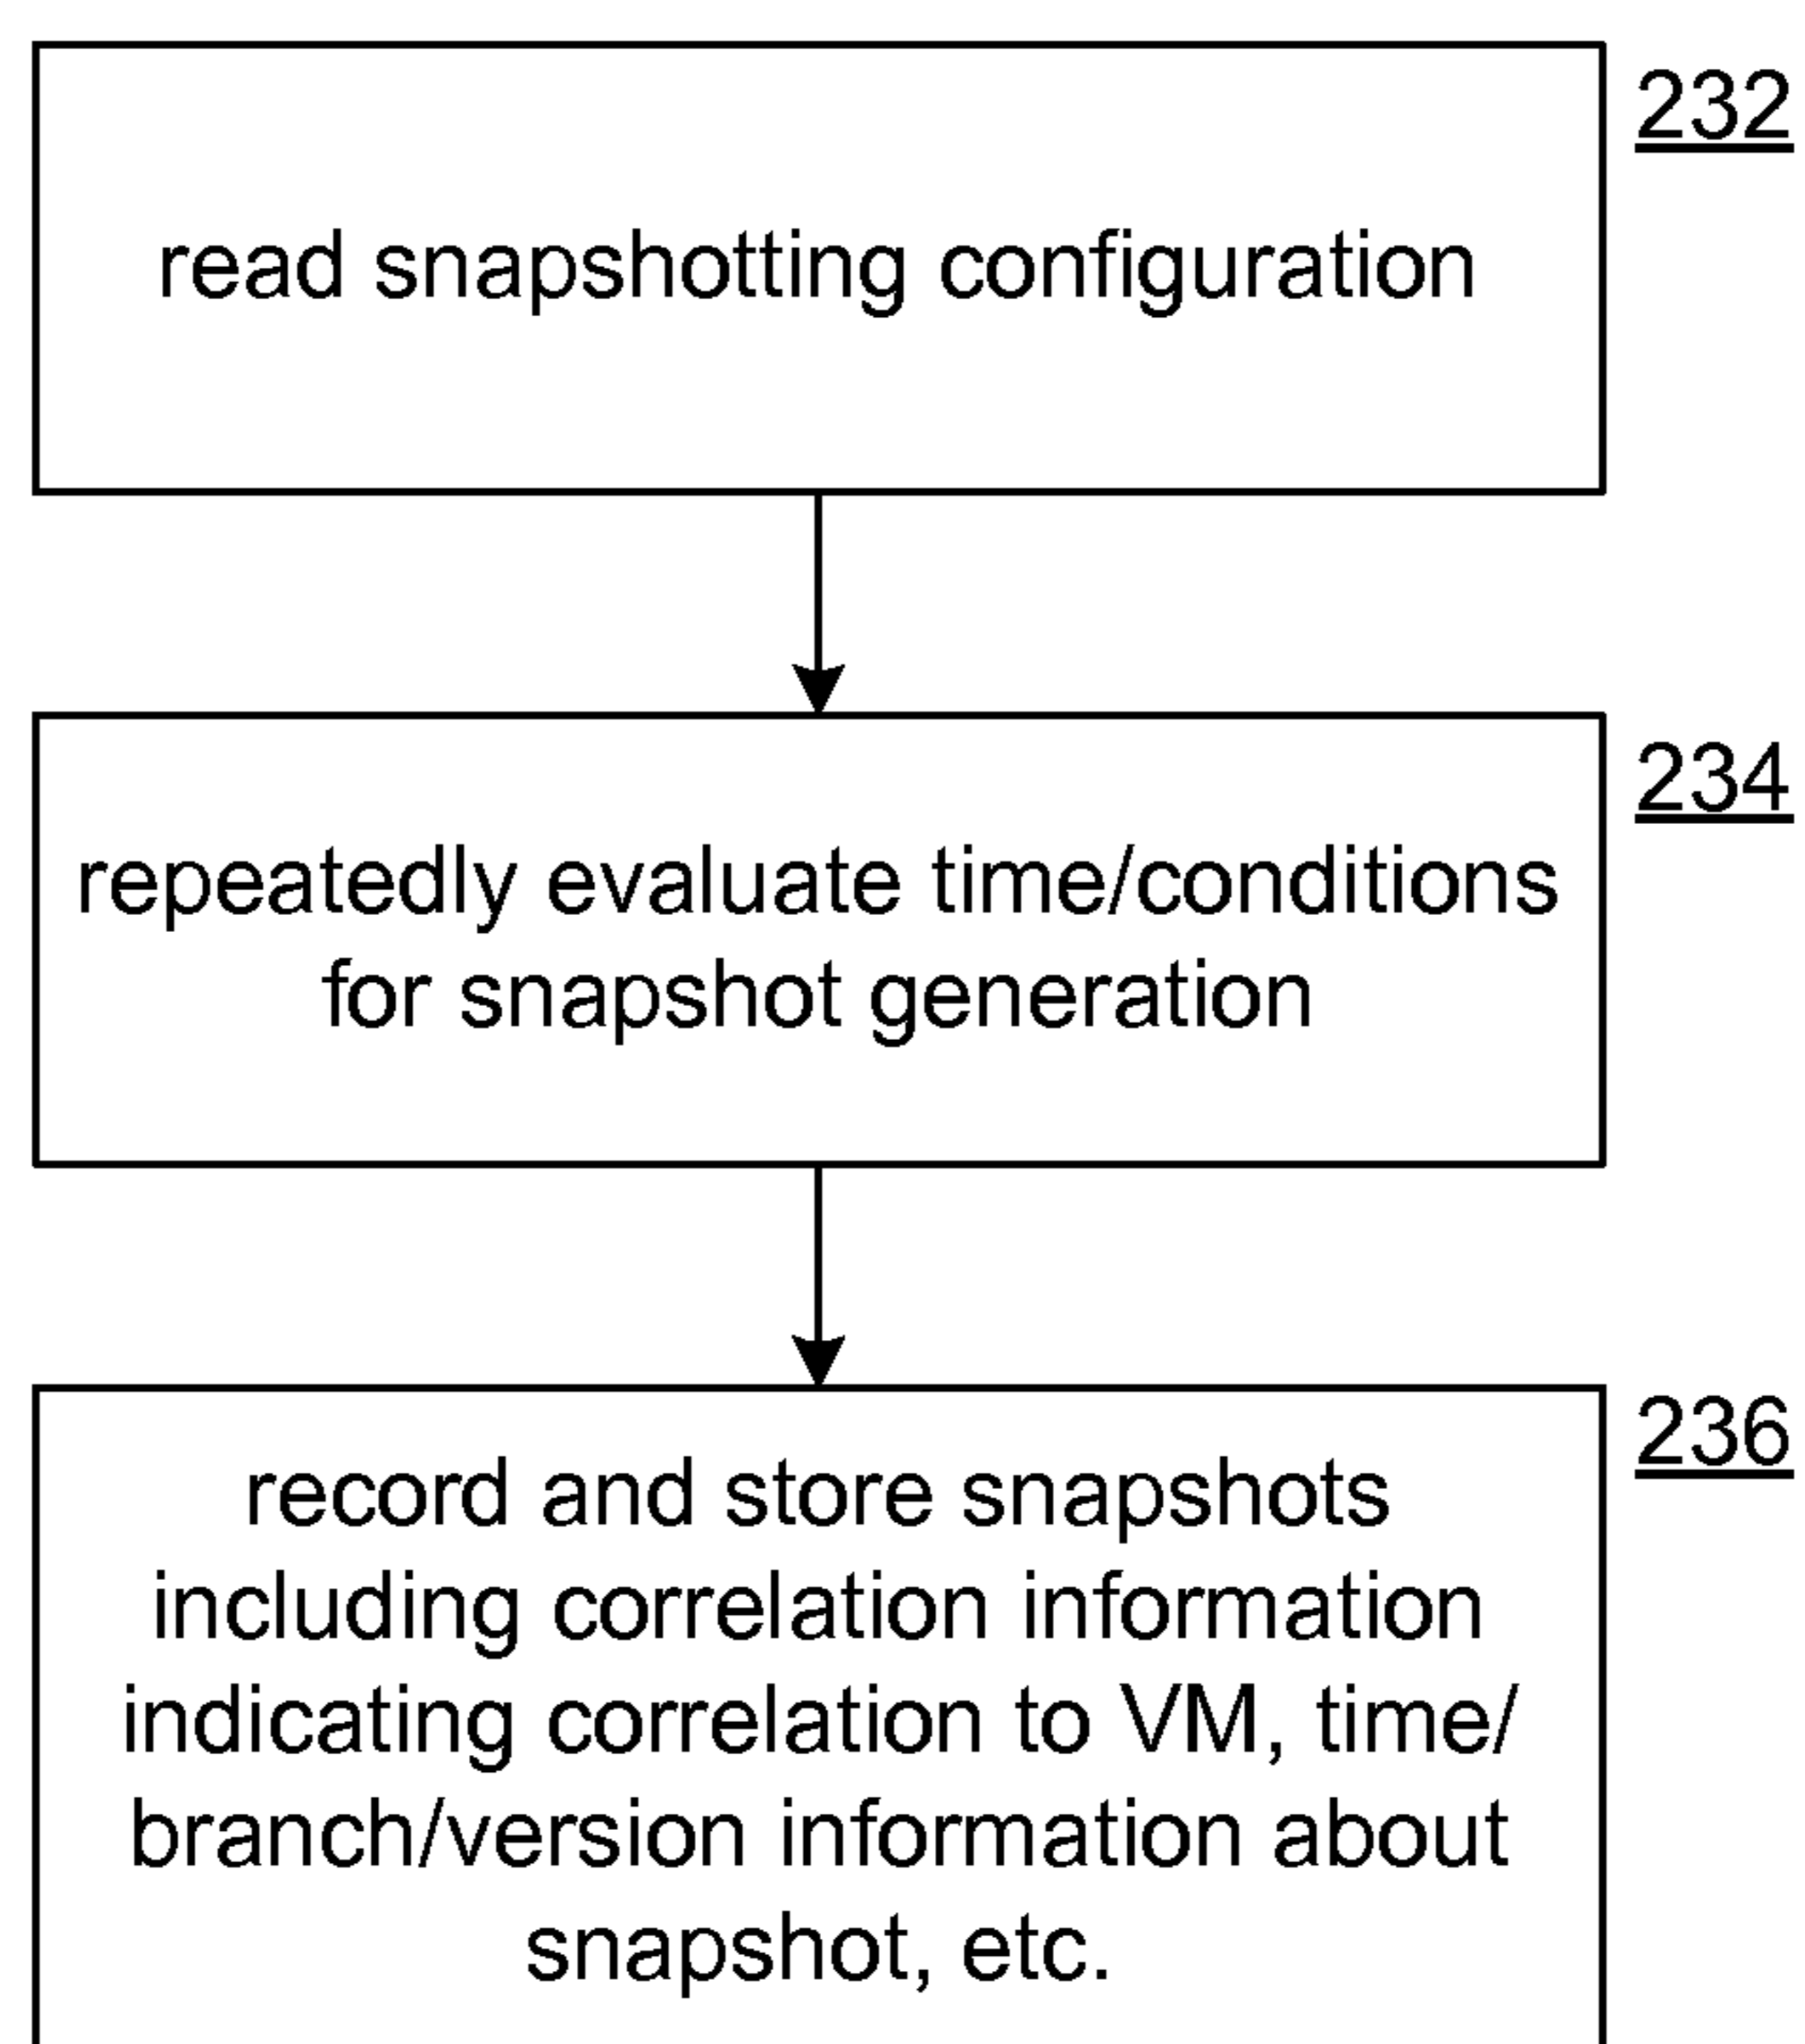 232
read snapshotting configuration
234
repeatedly evaluate time/conditions
for snapshot generation
236
record and store snapshots
including correlation information
indicating correlation to VM, time/
branch/version information about
snapshot, etc.